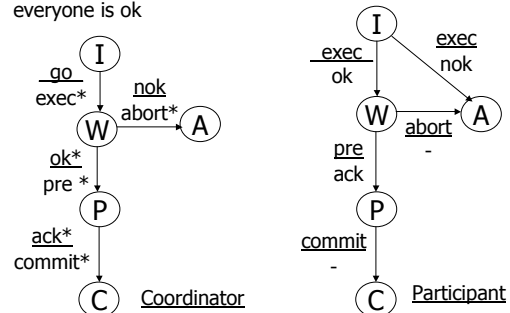 everyone is ok
I
go
exec*
nok
abort*
W
A
ok*
pre *
P
ack*
commit*
C
Coordinator
I
exec
ok
exec
nok
W
A
abort
-
pre
ack
P
commit
-
C
Participant